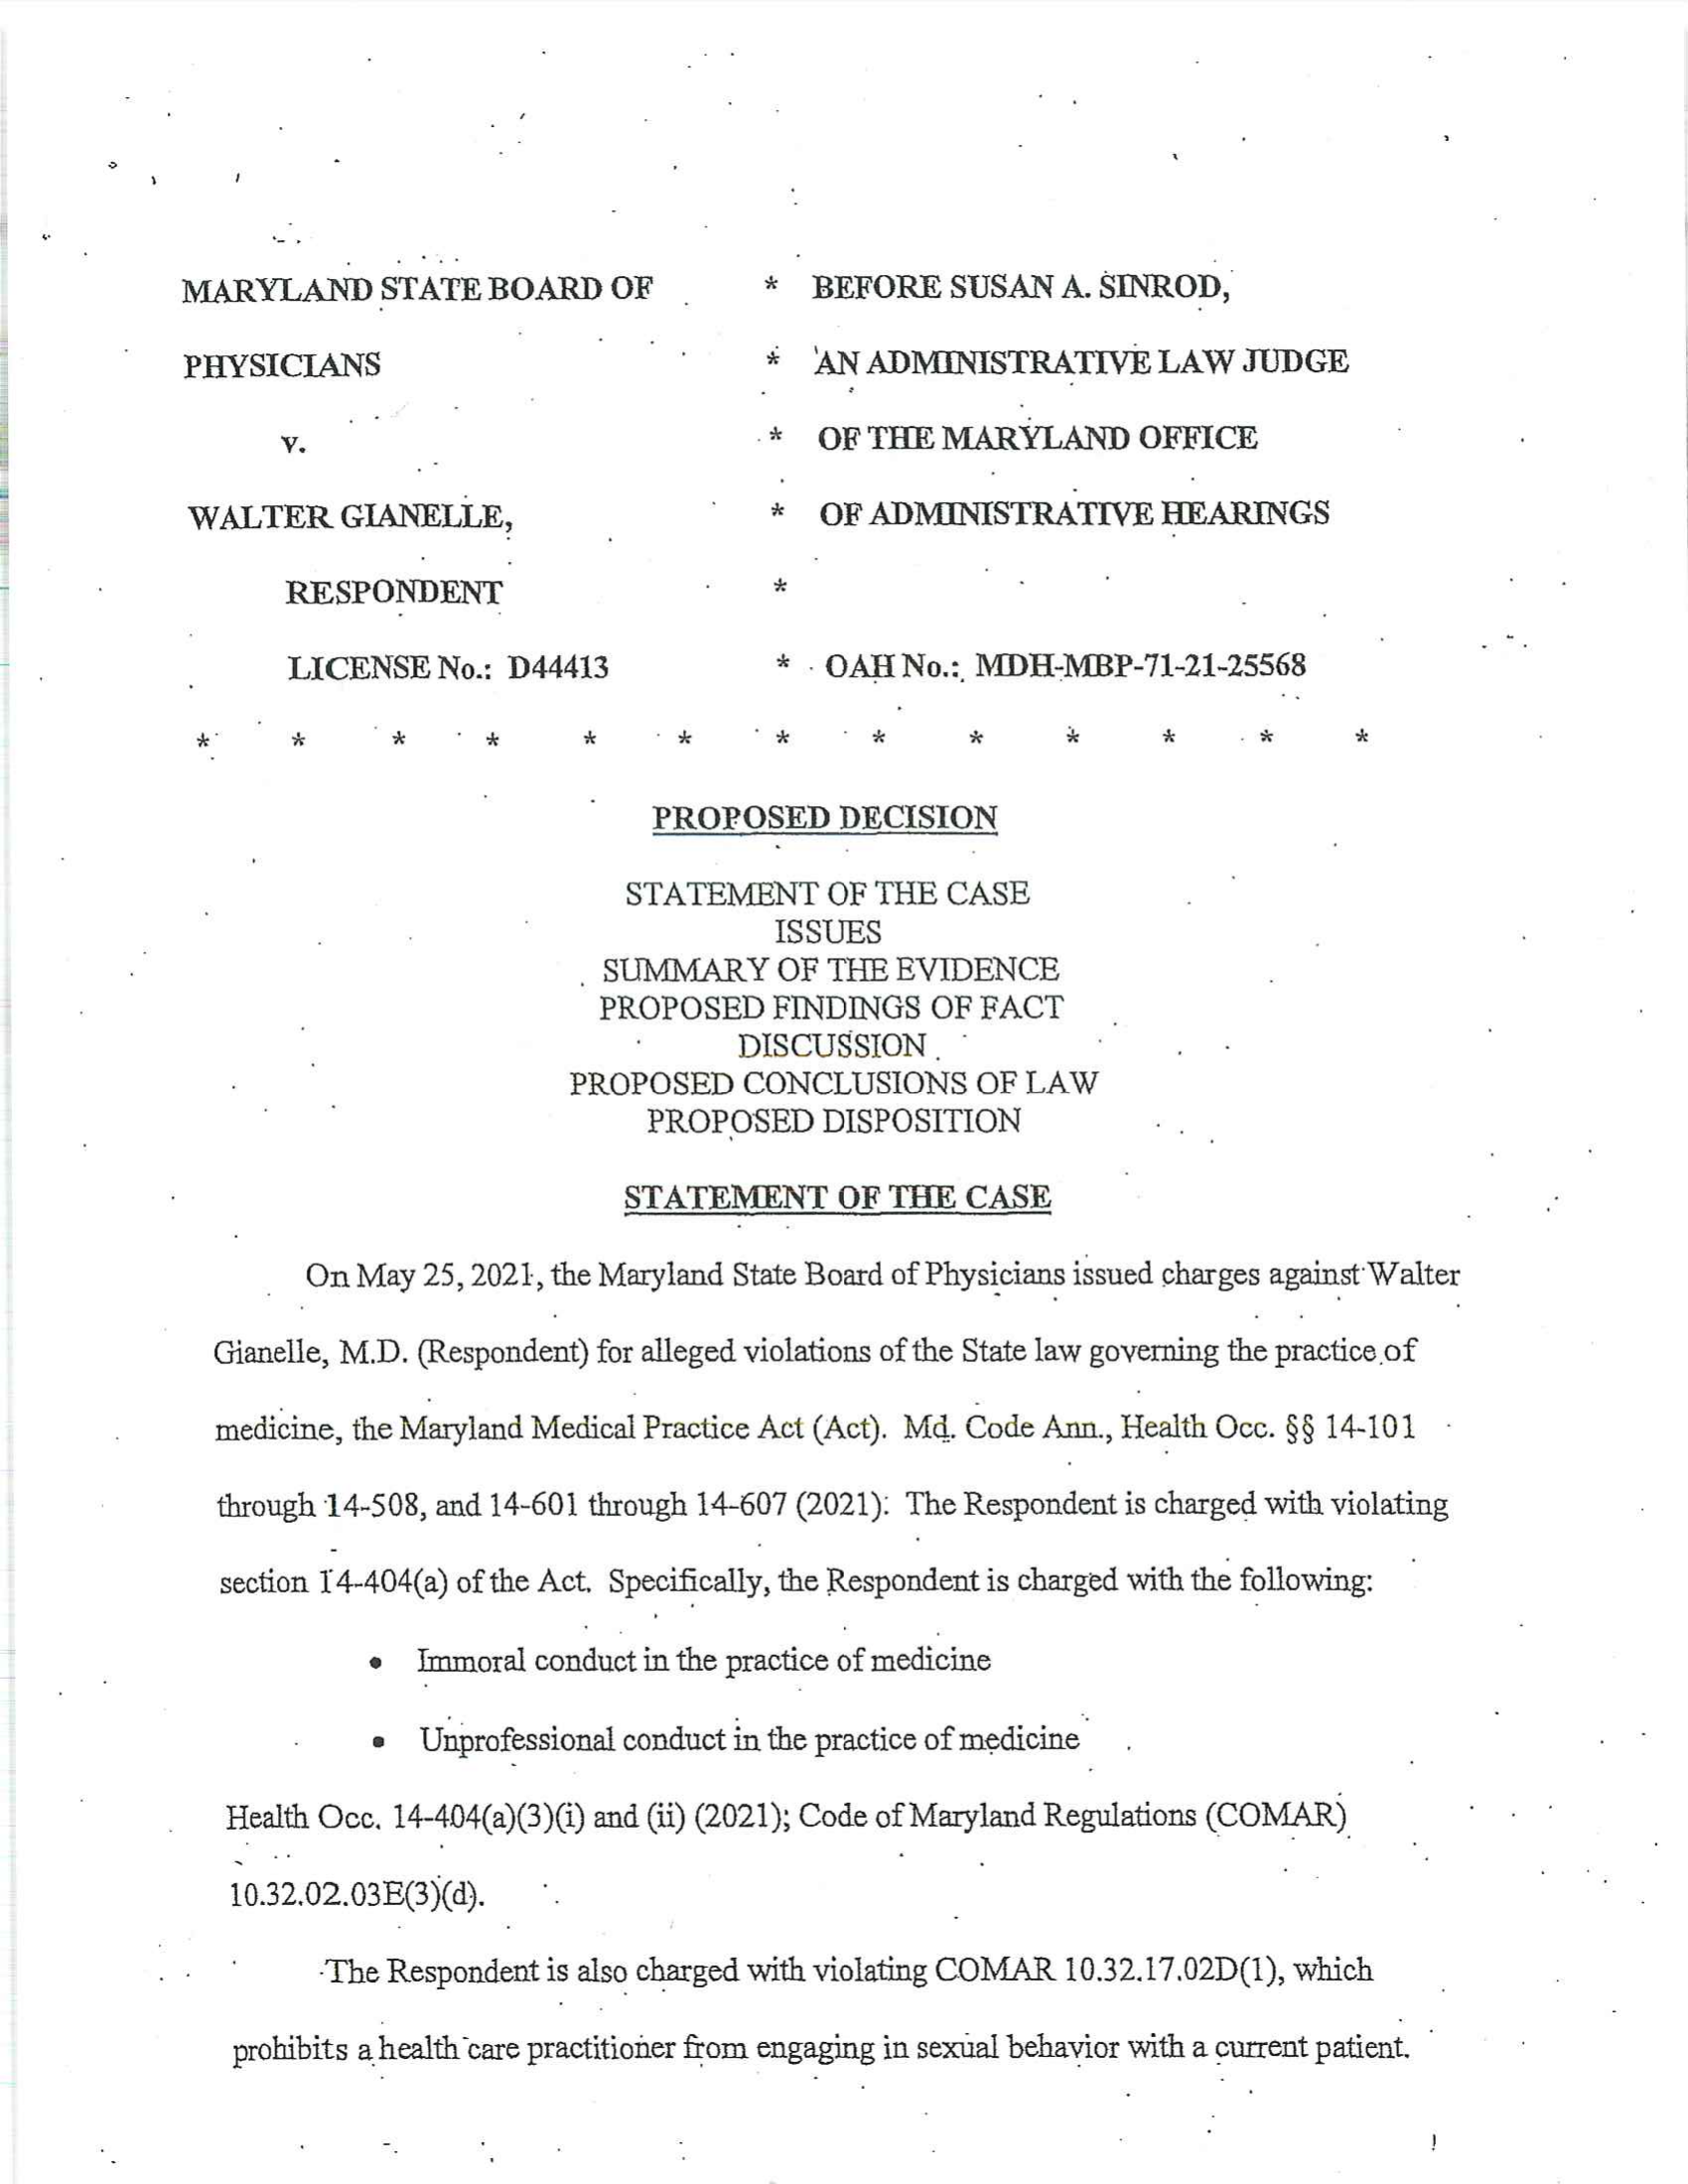 MARYLAND STATE BOARD OF * BEFORE SUSAN A. SINROD,
PHYSICIANS * AN ADMINISTRATIVE LAW JUDGE
v. * OF THE MARYLAND OFFICE
WALTER GIANELLE, * OF ADMINISTRATIVE HEARINGS
RESPONDENT *
LICENSE No.: D44413 * OAH No.: MDH-MBP-71-21-25568
* * * * * * * * * * * * *
PROPOSED DECISION
STATEMENT OF THE CASE
ISSUES
SUMMARY OF THE EVIDENCE
PROPOSED FINDINGS OF FACT
DISCUSSION
PROPOSED CONCLUSIONS OF LAW
PROPOSED DISPOSITION
STATEMENT OF THE CASE
On May 25, 2021, the Maryland State Board of Physicians issued charges against Walter
Gianelle, M.D. (Respondent) for alleged violations of the State law governing the practice of
medicine, the Maryland Medical Practice Act (Act). Md. Code Ann., Health Occ. §§ 14-101
through 14-508, and 14-601 through 14-607 (2021). The Respondent is charged with violating
section 14-404(a) of the Act. Specifically, the Respondent is charged with the following:
• Immoral conduct in the practice of medicine
• Unprofessional conduct in the practice of medicine
Health Occ. 14-404(a)(3)(i) and (ii) (2021); Code of Maryland Regulations (COMAR)
10.32.02.03E(3)(d).
The Respondent is also charged with violating COMAR 10.32.17.02D(1), which
prohibits a health care practitioner from engaging in sexual behavior with a current patient.